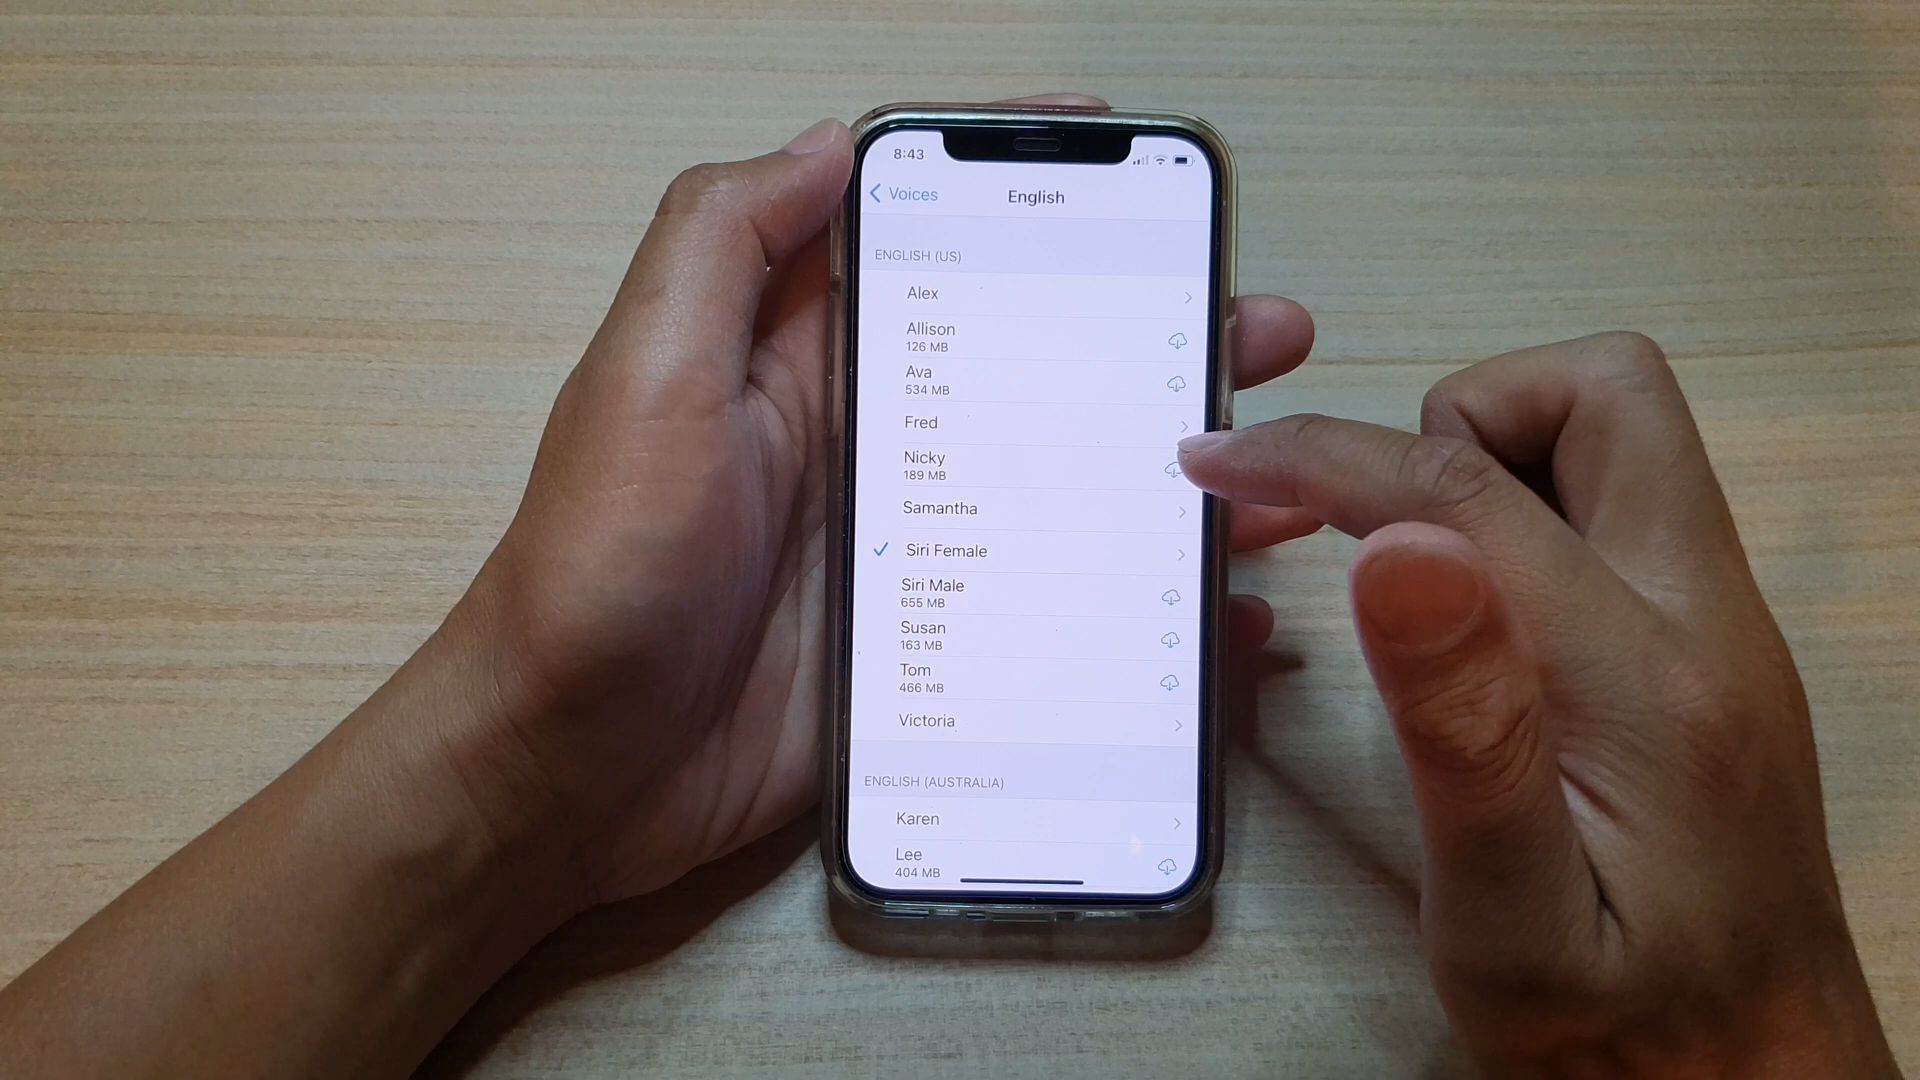 8:43
Voices
English
ENGLISH (US)
Alex
Allison
126 MB
Ava
534 MB
Fred
Nicky
189 MB
Samantha
Siri Female
Siri Male
655 MB
Susan
163 MB
Tom
466 MB
Victoria
ENGLISH (AUSTRALIA)
Karen
Lee
404 MB